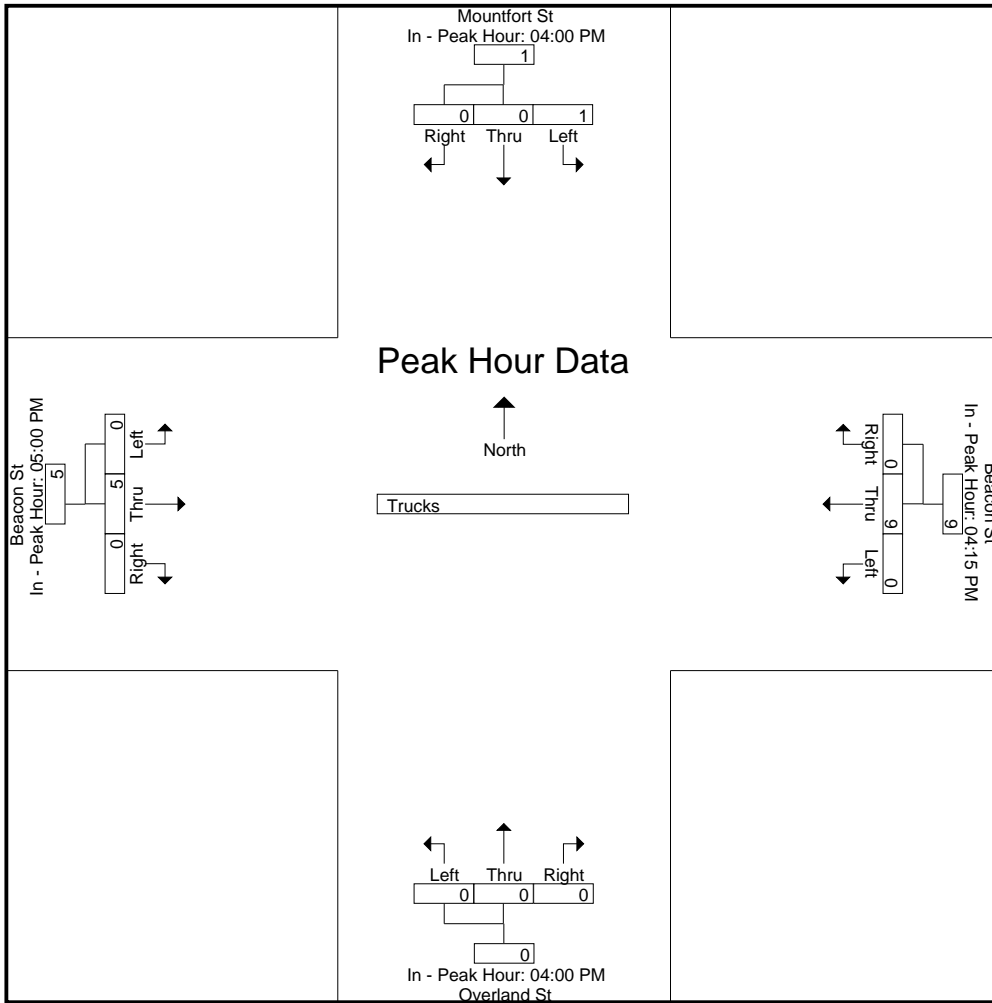 Mountfort St
In - Peak Hour: 04:00 PM
1
0 0 1
Right Thru Left
Peak Hour Data
North
Trucks
Beacon St
In - Peak Hour: 05:00 PM
5
0 5 0
Left Thru Right
Beacon St
In - Peak Hour: 04:15 PM
9
0 9 0
Right Thru Left
Left Thru Right
0 0 0
0
In - Peak Hour: 04:00 PM
Overland St